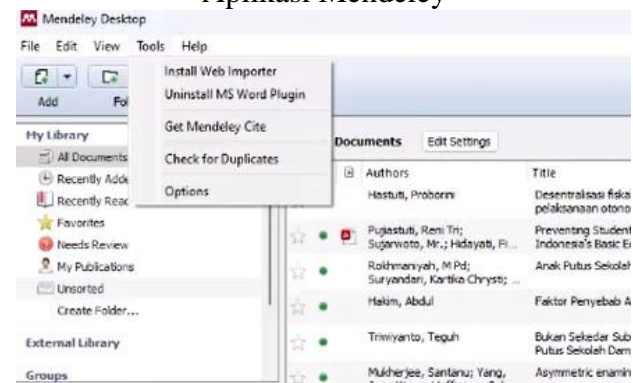 Aplikasi Mendeley
Mendeley Desktop
File Edit View Tools Help
Install Web Importer
Uninstall MS Word Plugin
Get Mendeley Cite
Check for Duplicates
Options
Add
Fol
My Library
All Documents
Recently Adde
Recently Reac
Favorites
Needs Review
My Publications
Unsorted
Create Folder...
External Library
Groups
Documents Edit Settings
Authors Title
Hastuti, Proborini Desentralisasi fiska
pelaksanaan otono
Pujiastuti, Reni Tri; Preventing Student
Sujarwoto, Mr.; Hidayati, Fi... Indonesia's Basic E
Rokhmaniyah, M Pd; Anak Putus Sekolah
Suryandari, Kartika Chrysti; ...
Hakim, Abdul Faktor Penyebab A
Triwiyanto, Teguh Bukan Sekedar Sub
Putus Sekolah Dam
Mukherjee, Santanu; Yang, Asymmetric enamin